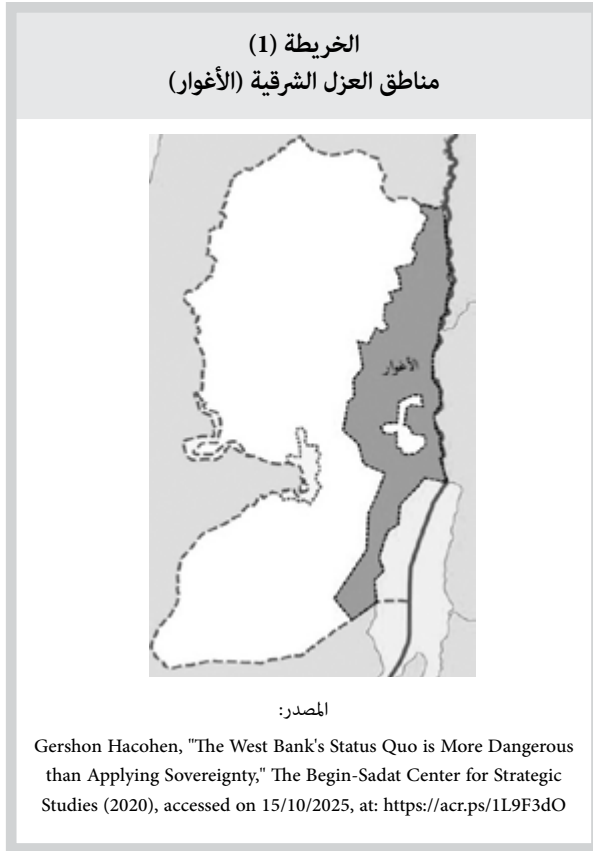 الخريطة (1)
مناطق العزل الشرقية (الأغوار)
الأغوار
المصدر:
Gershon Hacohen, "The West Bank's Status Quo is More Dangerous
than Applying Sovereignty," The Begin-Sadat Center for Strategic
Studies (2020), accessed on 15/10/2025, at: https://acr.ps/1L9F3dO